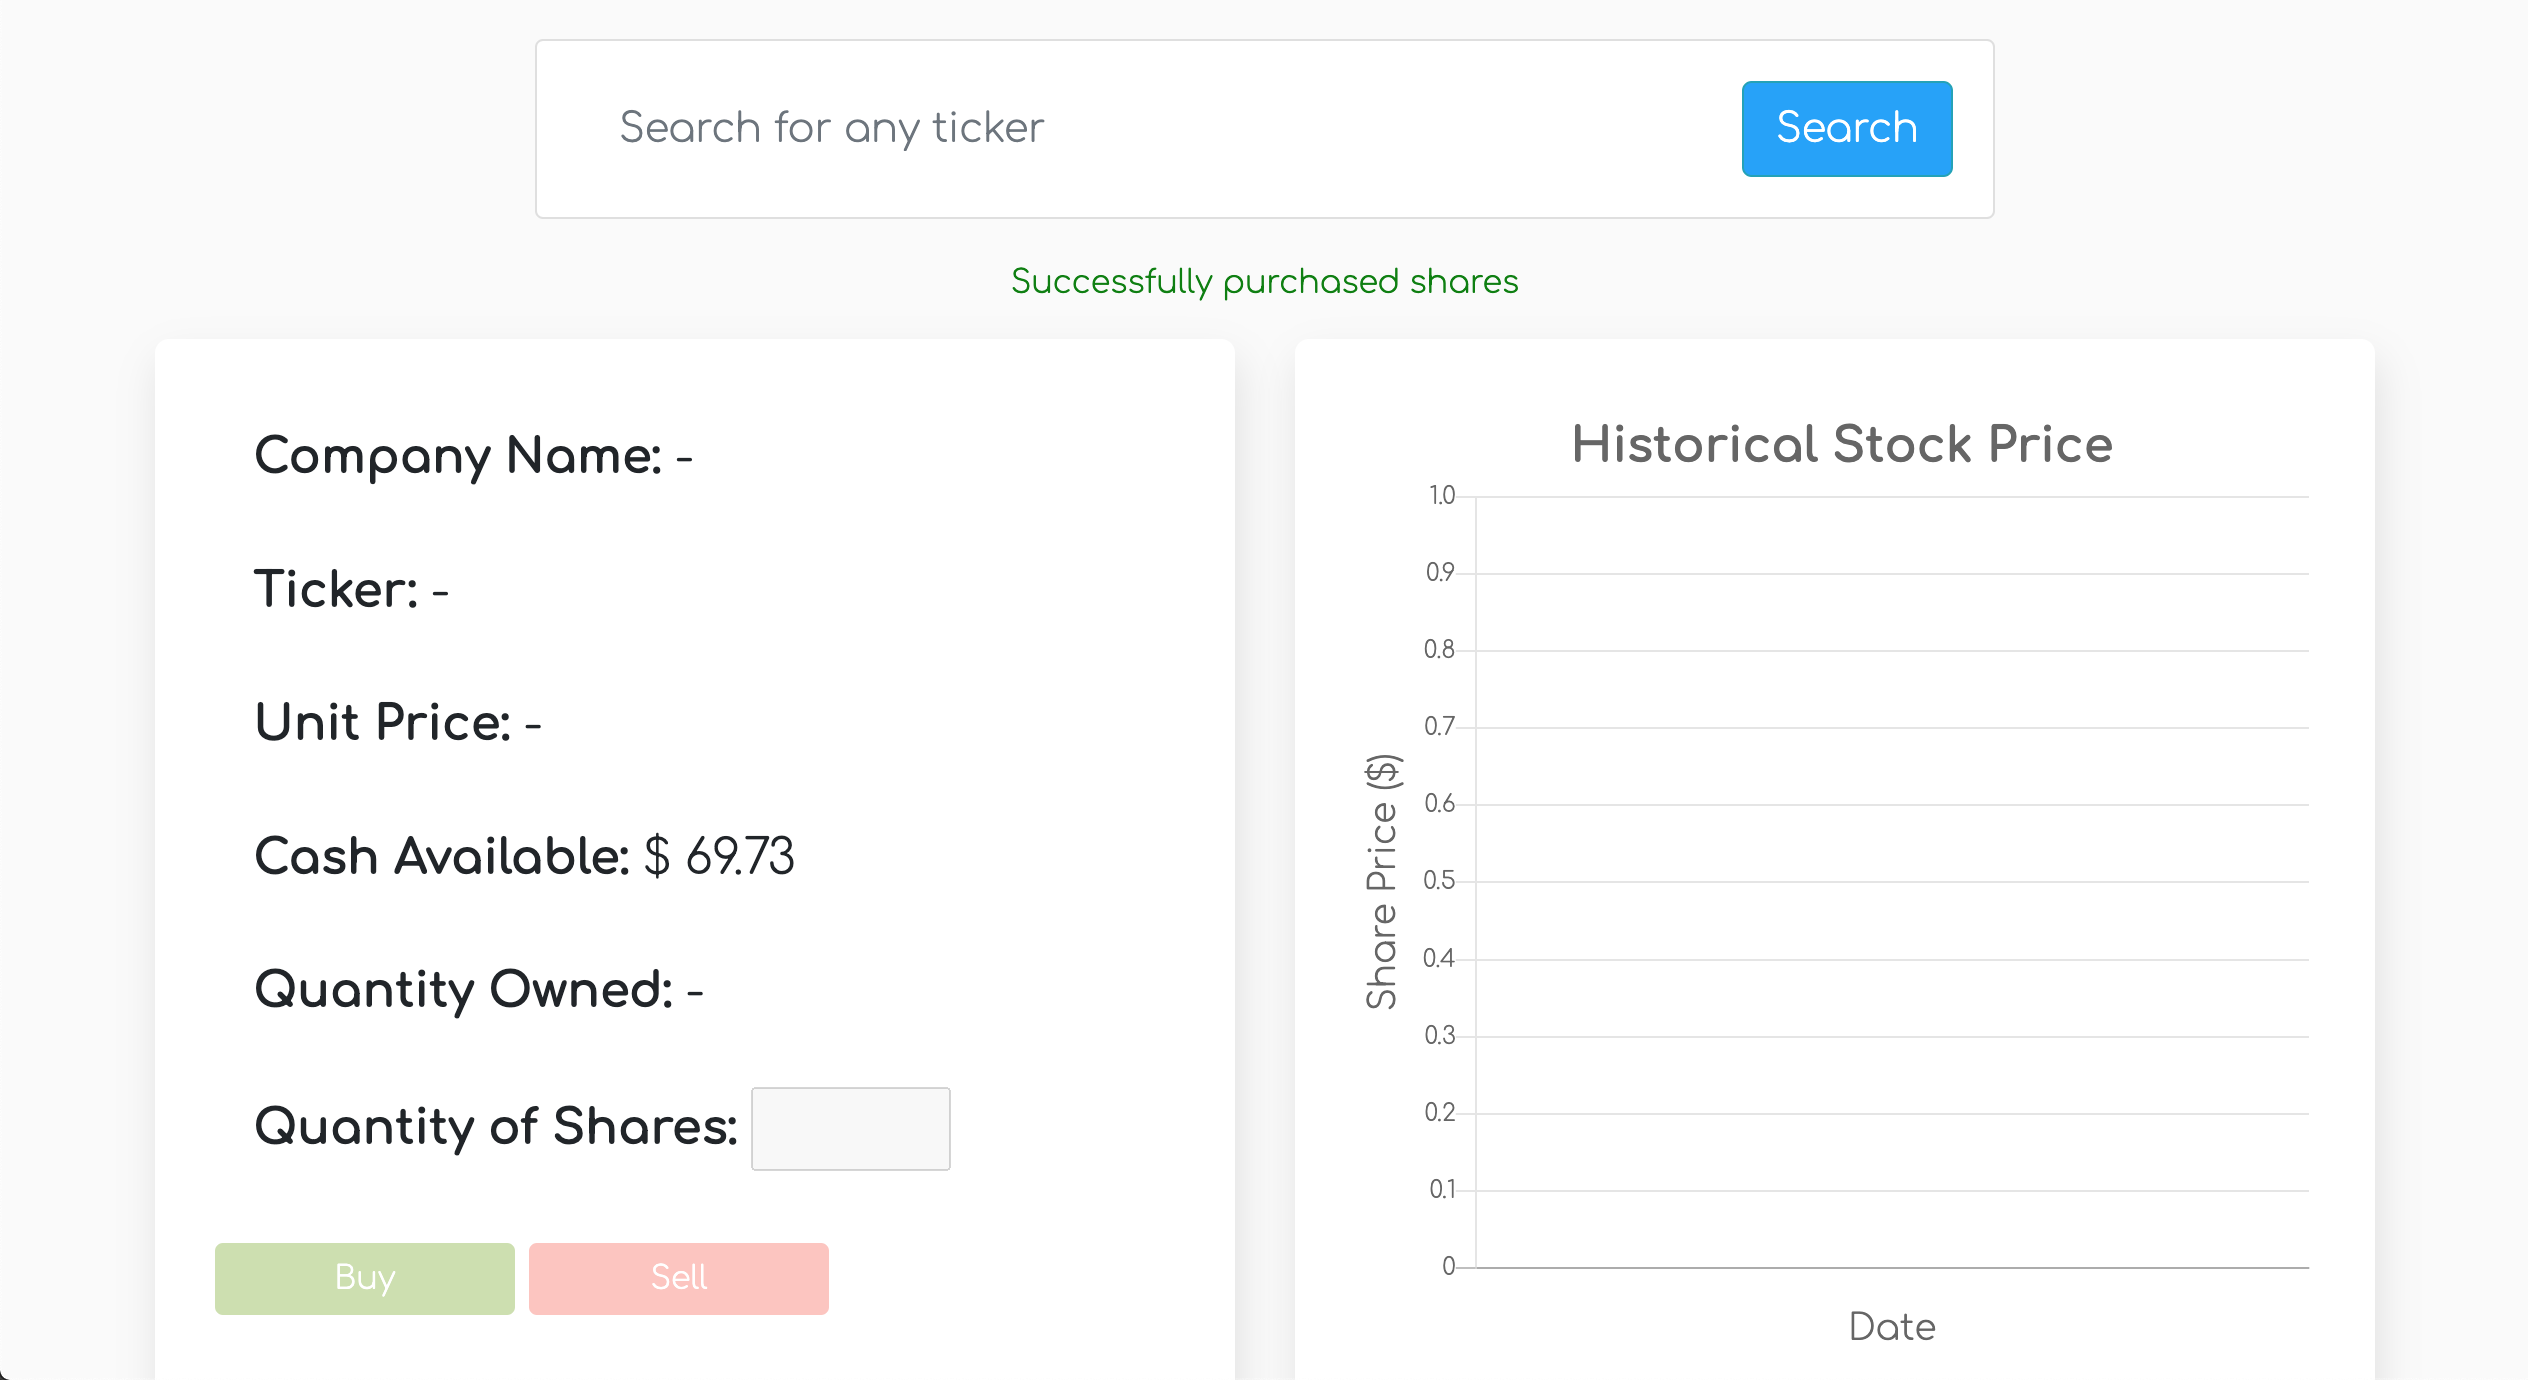 Search for any ticker
Search
Successfully purchased shares
Company Name: -
Ticker: -
Unit Price: -
Cash Available: $ 69.73
Quantity Owned: -
Quantity of Shares:
Buy
Sell
Historical Stock Price
1.0
0.9
0.8
0.7
0.6
0.5
0.4
0.3
0.2
0.1
0
Share Price ($)
Date